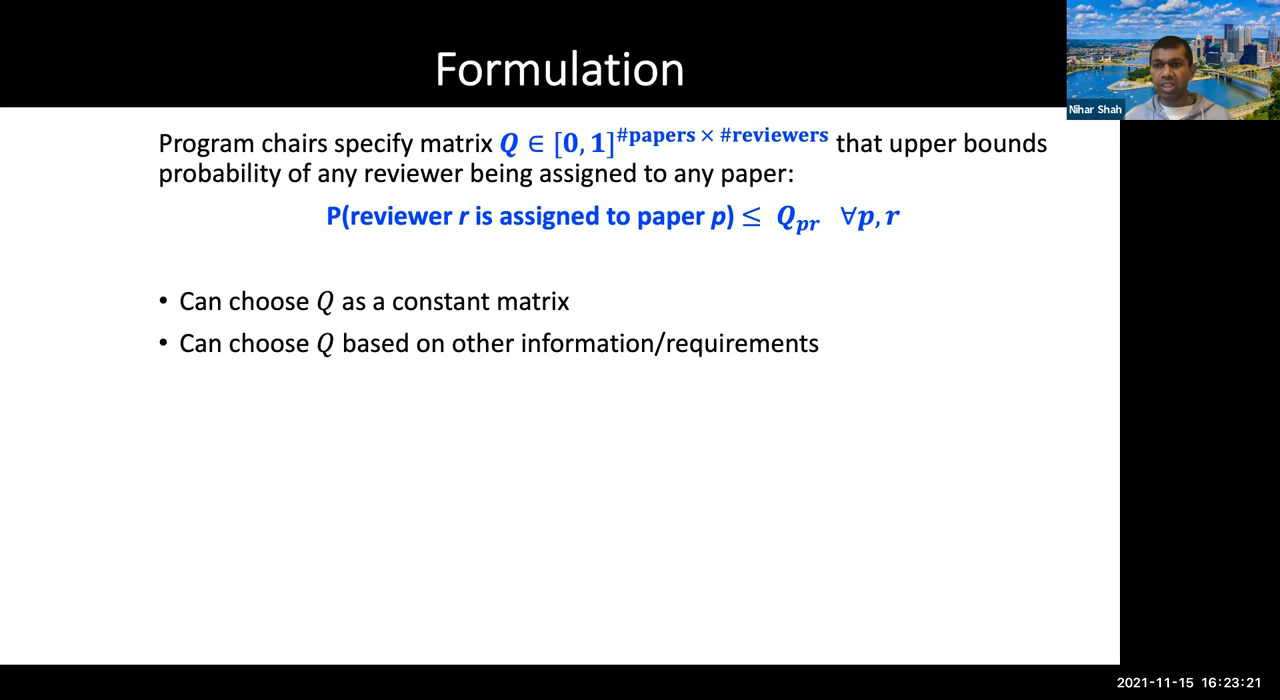 Formulation
Nihar Shah
Program chairs specify matrix Q ∈ [0, 1]^#papers × #reviewers that upper bounds
probability of any reviewer being assigned to any paper:
P(reviewer r is assigned to paper p) ≤ Q_pr ∀p, r
• Can choose Q as a constant matrix
• Can choose Q based on other information/requirements
2021-11-15 16:23:21